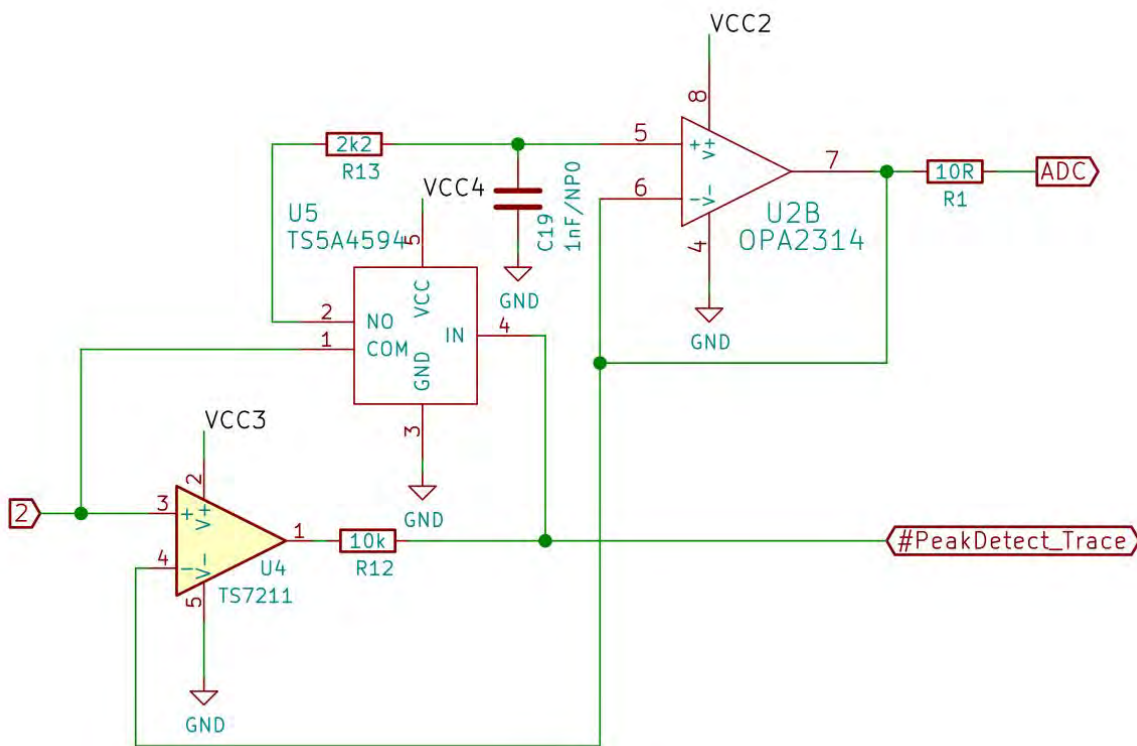 VCC2
8
2k2
R13
5
+
V+
7
10R
R1
ADC
VCC4
6
-
V-
U2B
OPA2314
4
GND
C19
1nF/NP0
GND
U5
TS5A4594
5
VCC
2
NO
IN
4
1
COM
GND
3
GND
VCC3
2
2
3
+
V+
1
10k
R12
#PeakDetect_Trace
4
-
V-
U4
TS7211
5
GND